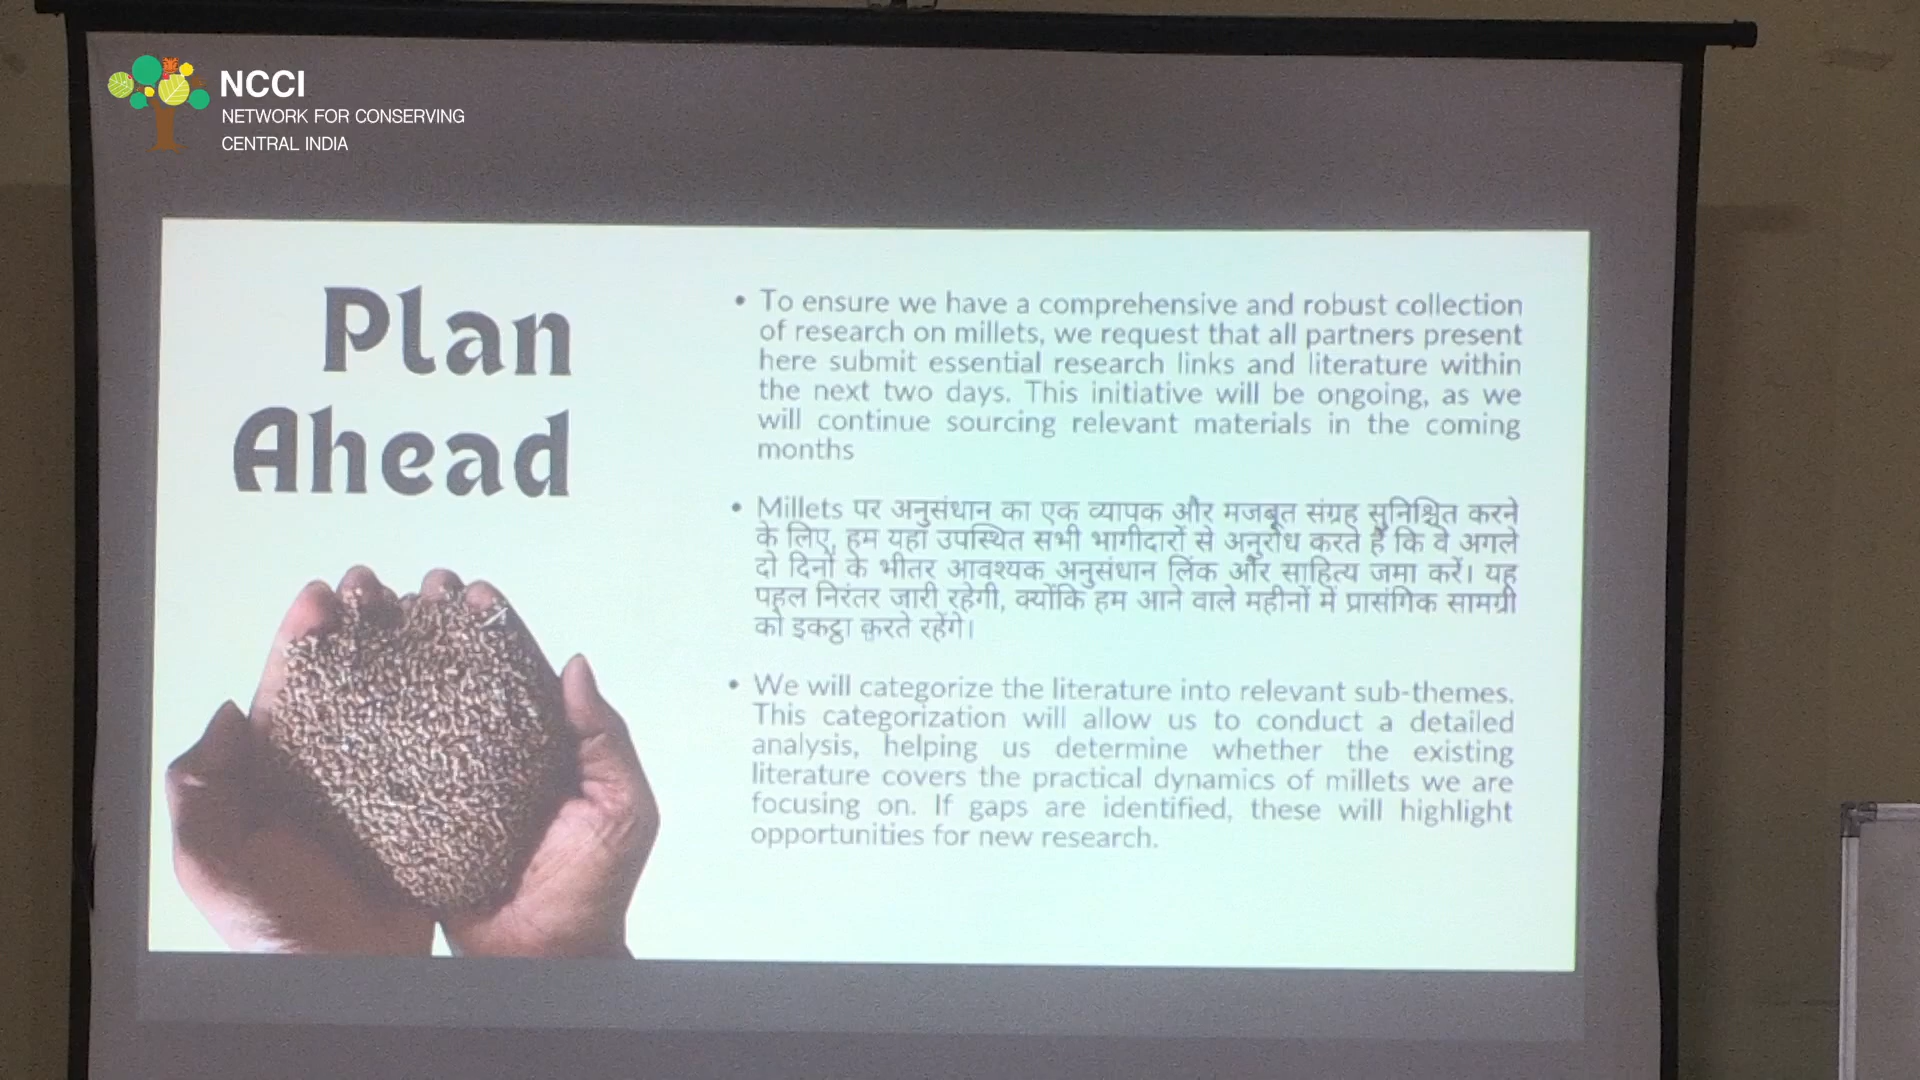 NCCI
NETWORK FOR CONSERVING
CENTRAL INDIA
Plan
Ahead
• To ensure we have a comprehensive and robust collection
of research on millets, we request that all partners present
here submit essential research links and literature within
the next two days. This initiative will be ongoing, as we
will continue sourcing relevant materials in the coming
months
• Millets पर अनुसंधान का एक व्यापक और मजबूत संग्रह सुनिश्चित करने
के लिए, हम यहां उपस्थित सभी भागीदारों से अनुरोध करते हैं कि वे अगले
दो दिनों के भीतर आवश्यक अनुसंधान लिंक और साहित्य जमा करें। यह
पहल निरंतर जारी रहेगी, क्योंकि हम आने वाले महीनों में प्रासंगिक सामग्री
को इकट्ठा करते रहेंगे।
• We will categorize the literature into relevant sub-themes.
This categorization will allow us to conduct a detailed
analysis, helping us determine whether the existing
literature covers the practical dynamics of millets we are
focusing on. If gaps are identified, these will highlight
opportunities for new research.